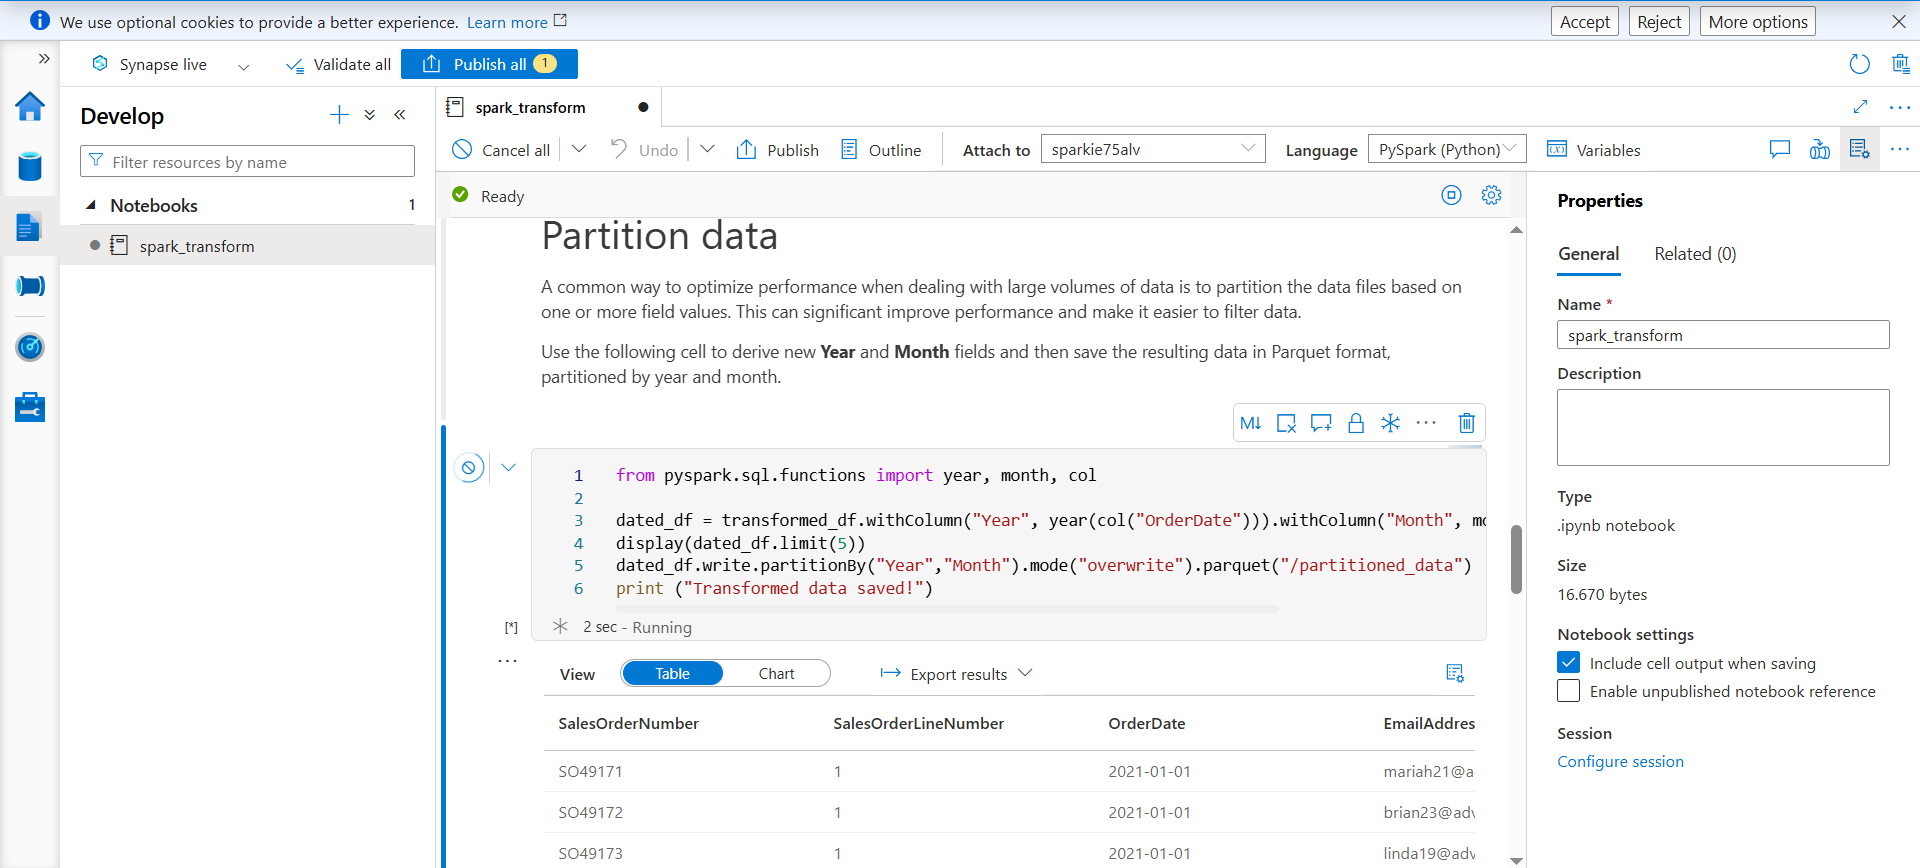 We use optional cookies to provide a better experience. Learn more
Accept
Reject
More options
Synapse live
Validate all
Publish all 1
Develop
Filter resources by name
Notebooks 1
spark_transform
spark_transform
Cancel all
Undo
Publish
Outline
Attach to sparkie75alv
Language PySpark (Python)
Variables
Ready
Partition data
A common way to optimize performance when dealing with large volumes of data is to partition the data files based on
one or more field values. This can significant improve performance and make it easier to filter data.
Use the following cell to derive new Year and Month fields and then save the resulting data in Parquet format,
partitioned by year and month.
M↓
1 from pyspark.sql.functions import year, month, col
2
3 dated_df = transformed_df.withColumn("Year", year(col("OrderDate"))).withColumn("Month", mo
4 display(dated_df.limit(5))
5 dated_df.write.partitionBy("Year","Month").mode("overwrite").parquet("/partitioned_data")
6 print ("Transformed data saved!")
[*] 2 sec - Running
View Table Chart Export results
SalesOrderNumber SalesOrderLineNumber OrderDate EmailAddres
SO49171 1 2021-01-01 mariah21@a
SO49172 1 2021-01-01 brian23@adv
SO49173 1 2021-01-01 linda19@adv
Properties
General Related (0)
Name *
spark_transform
Description
Type
.ipynb notebook
Size
16.670 bytes
Notebook settings
Include cell output when saving
Enable unpublished notebook reference
Session
Configure session